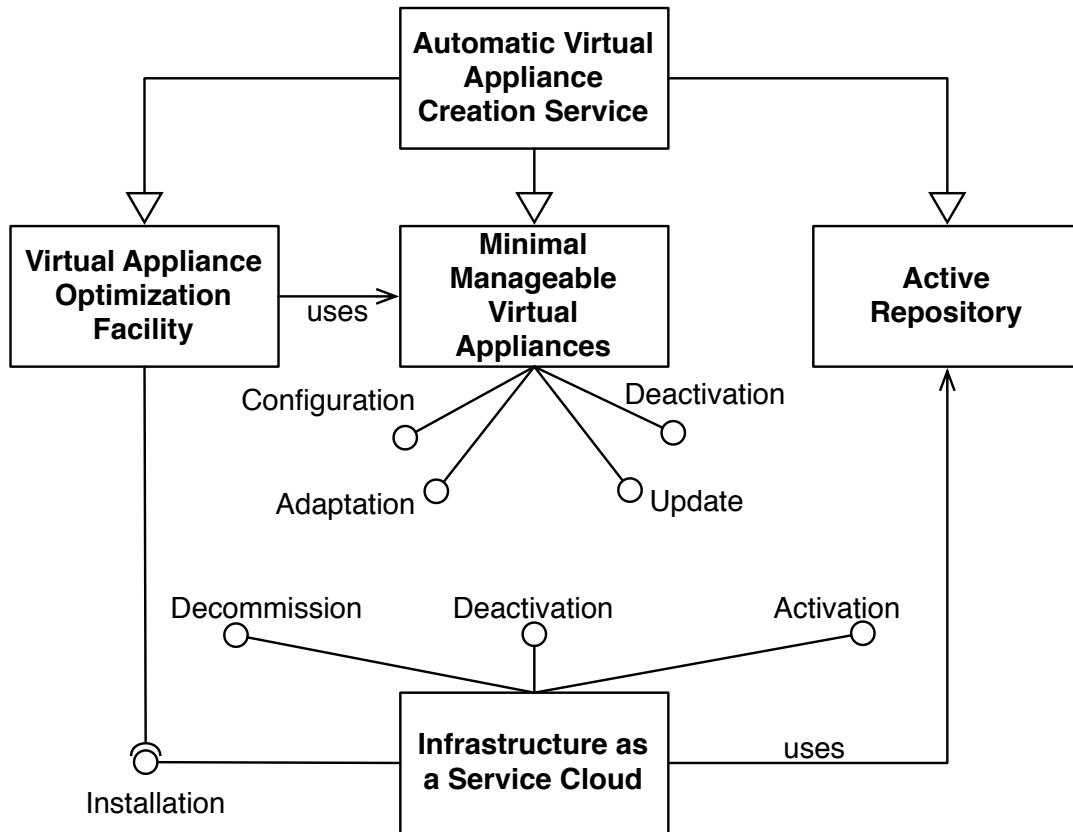 Automatic Virtual
Appliance
Creation Service
Virtual Appliance
Optimization
Facility
uses
Minimal
Manageable
Virtual
Appliances
Active
Repository
Configuration
Deactivation
Adaptation
Update
Decommission
Deactivation
Activation
Infrastructure as
a Service Cloud
uses
Installation